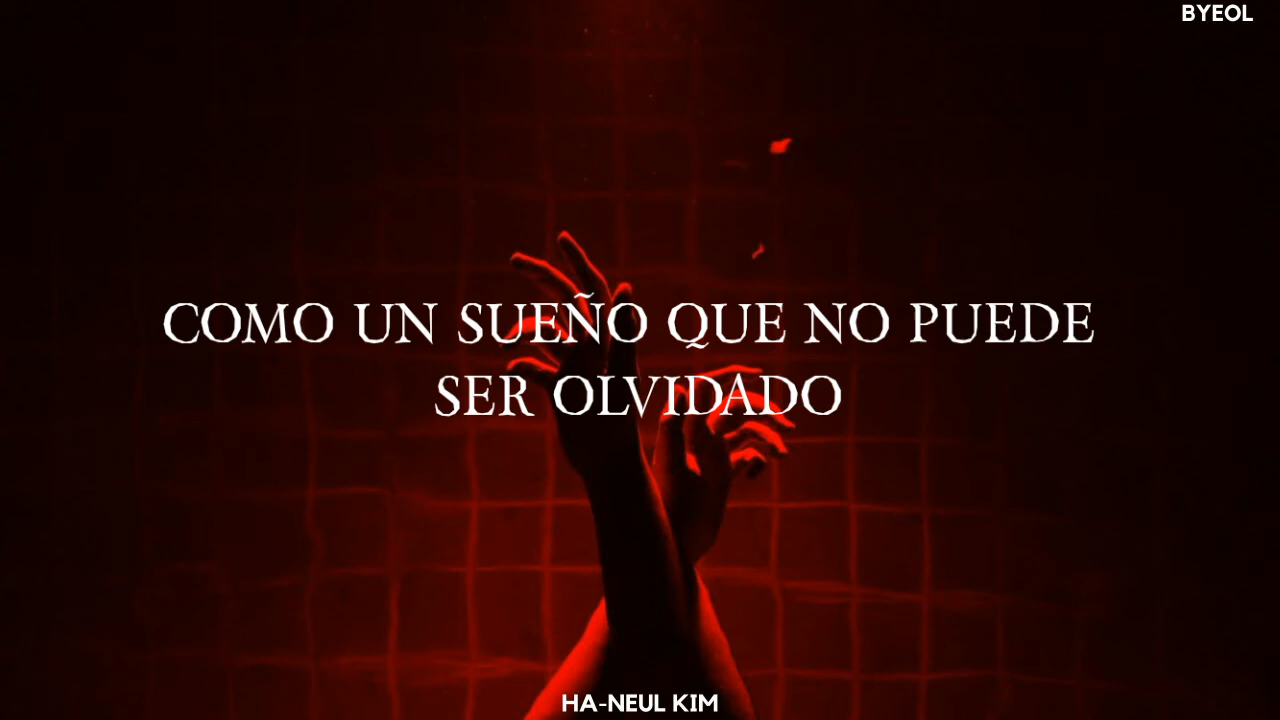 BYEOL
COMO UN SUEÑO QUE NO PUEDE
SER OLVIDADO
HA-NEUL KIM